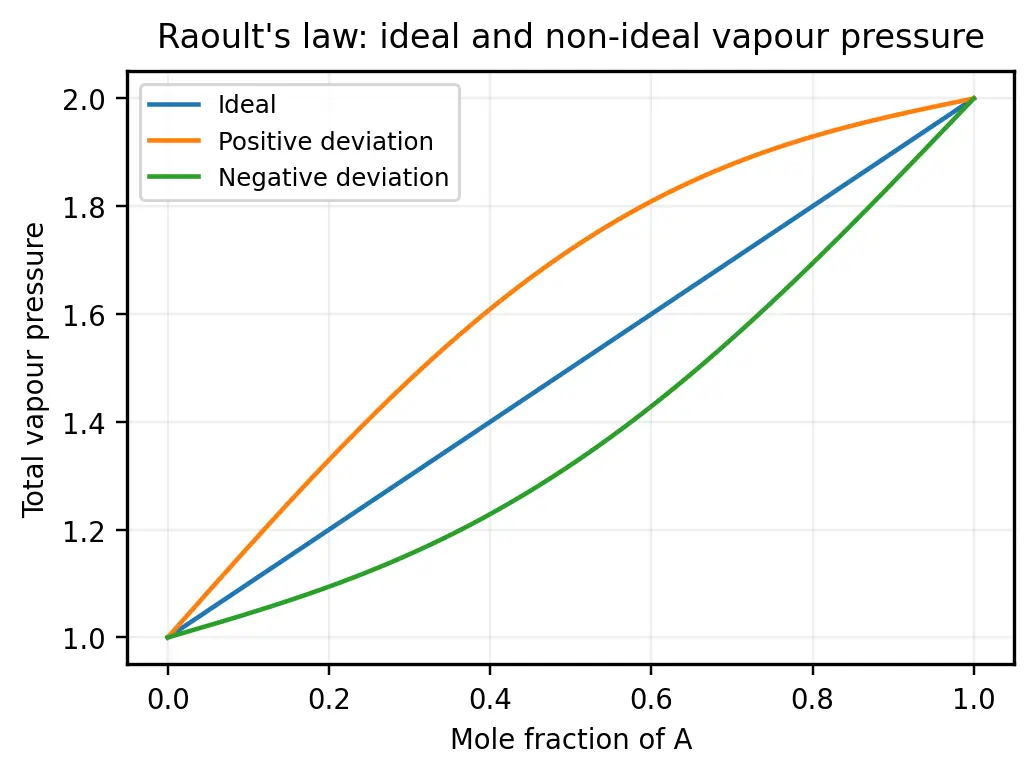 Raoult's law: ideal and non-ideal vapour pressure
Ideal
Positive deviation
Negative deviation
Total vapour pressure
2.0
1.8
1.6
1.4
1.2
1.0
0.0 0.2 0.4 0.6 0.8 1.0
Mole fraction of A